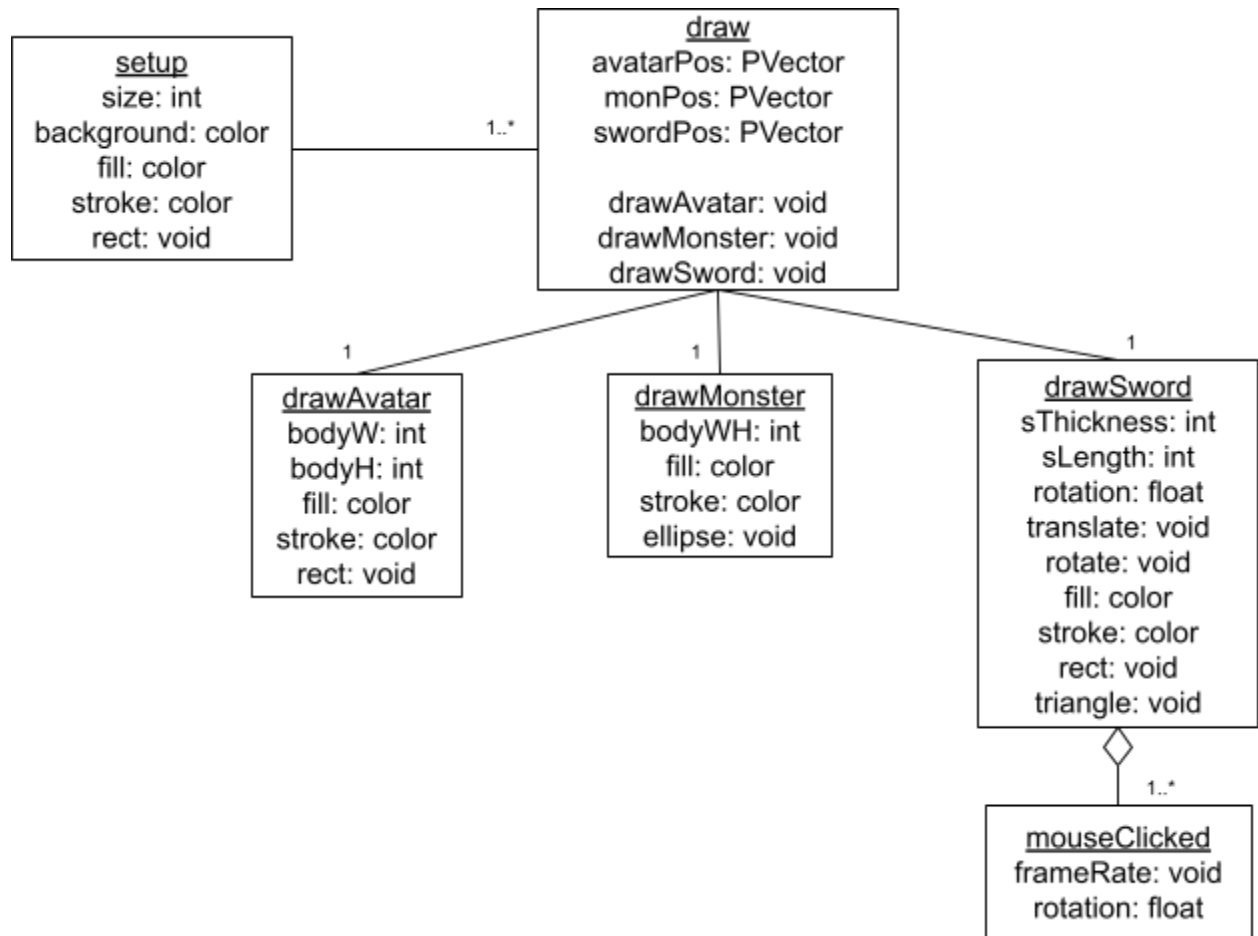 setup
size: int
background: color
fill: color
stroke: color
rect: void
1..*
draw
avatarPos: PVector
monPos: PVector
swordPos: PVector
drawAvatar: void
drawMonster: void
drawSword: void
1
1
1
drawAvatar
bodyW: int
bodyH: int
fill: color
stroke: color
rect: void
drawMonster
bodyWH: int
fill: color
stroke: color
ellipse: void
drawSword
sThickness: int
sLength: int
rotation: float
translate: void
rotate: void
fill: color
stroke: color
rect: void
triangle: void
1..*
mouseClicked
frameRate: void
rotation: float